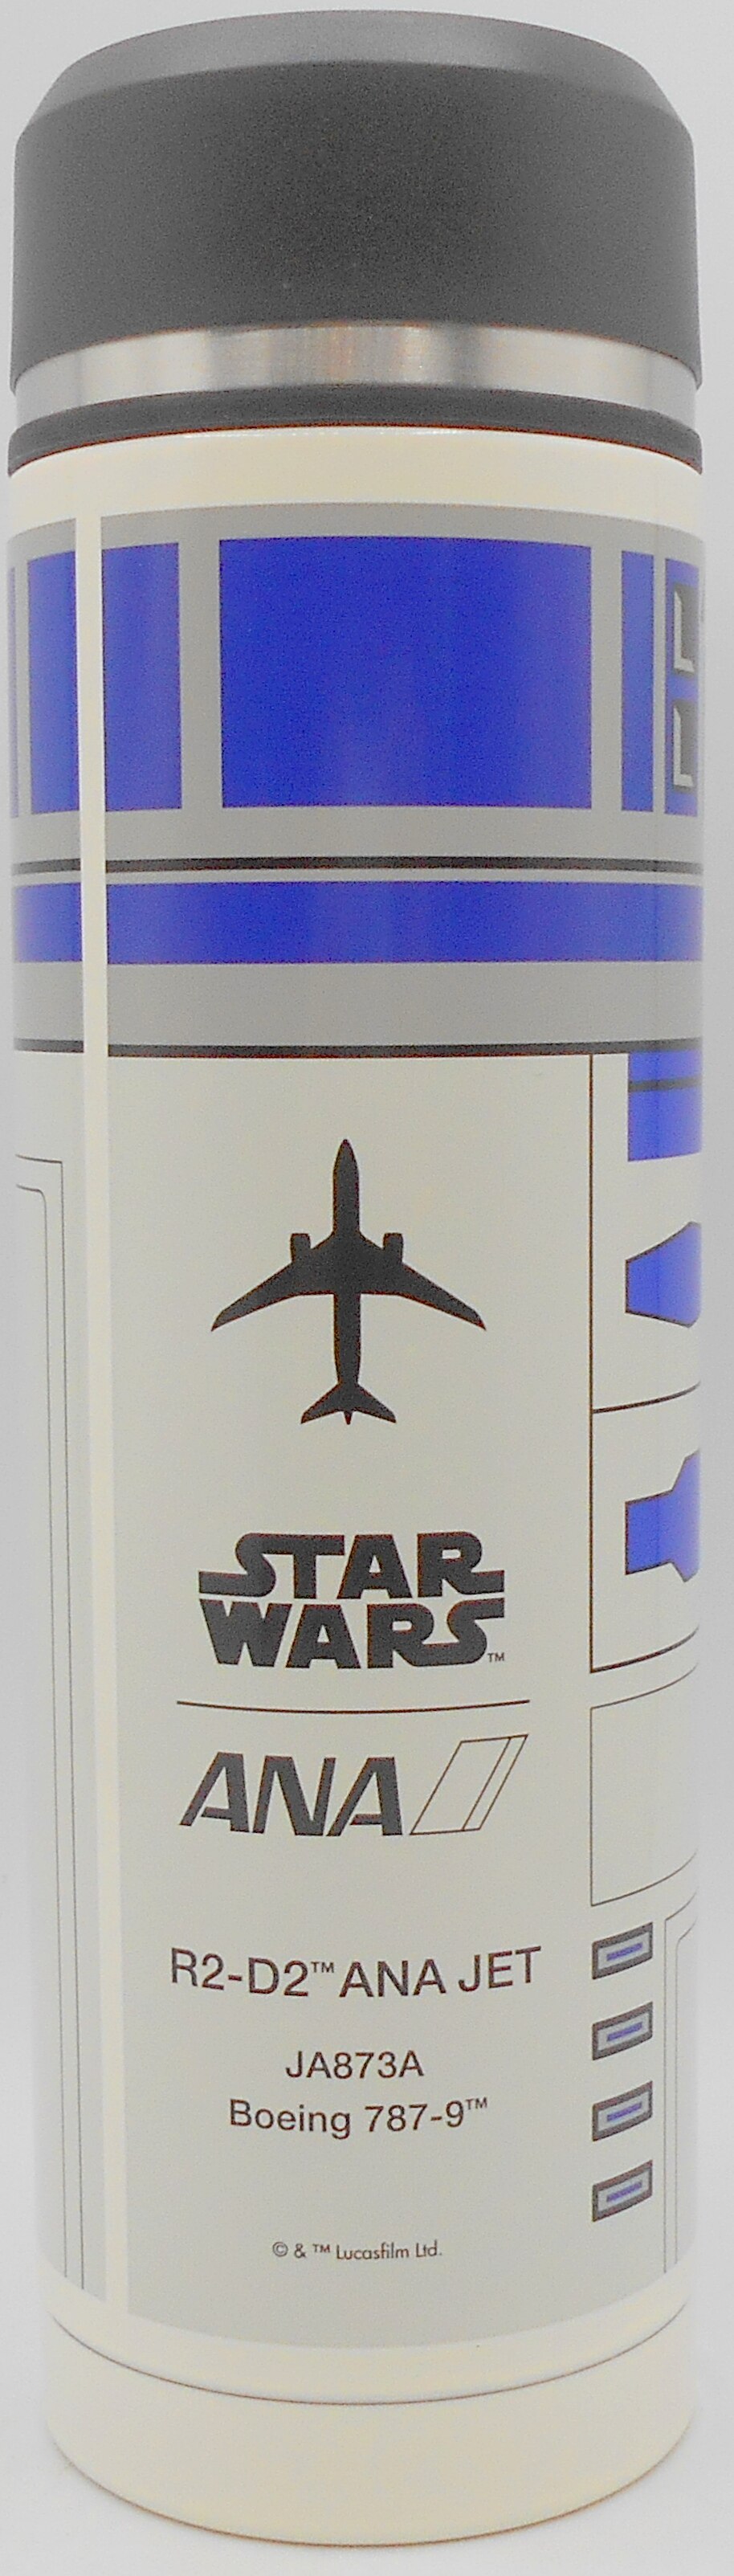 STAR
WARS™
ANA
R2-D2™ ANA JET
JA873A
Boeing 787-9™
© & ™ Lucasfilm Ltd.